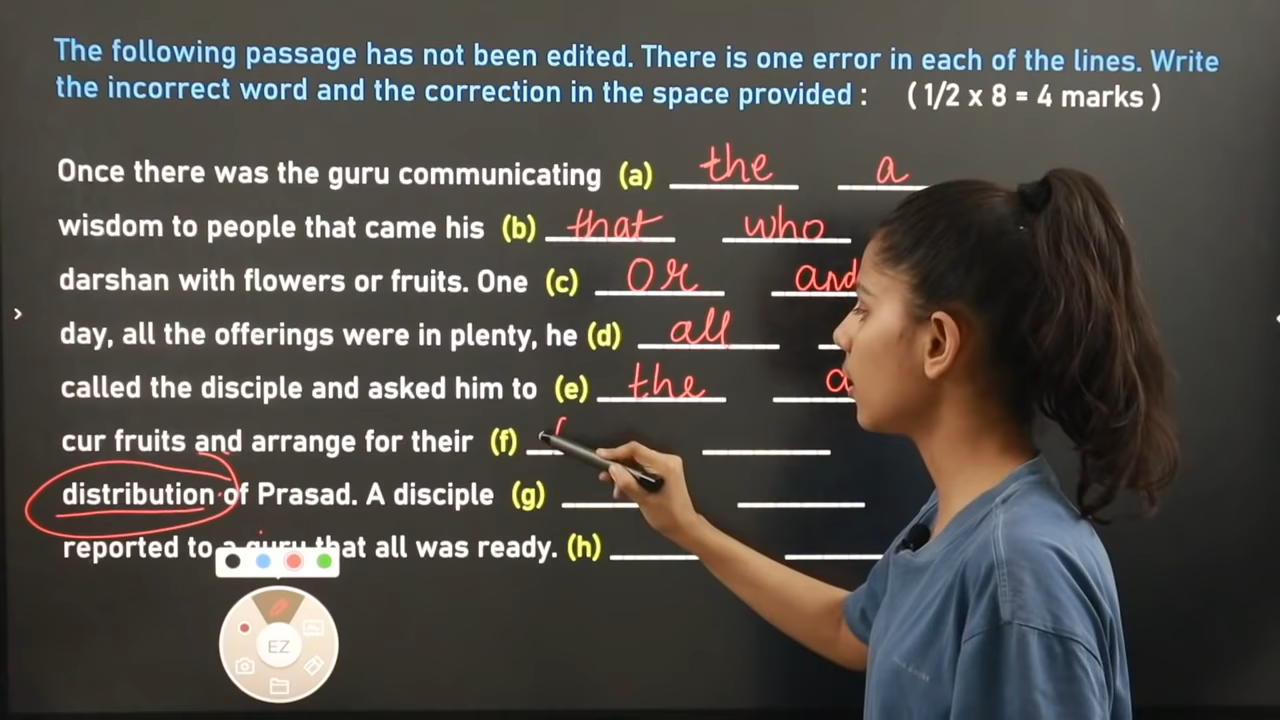 The following passage has not been edited. There is one error in each of the lines. Write
the incorrect word and the correction in the space provided : ( 1/2 x 8 = 4 marks )
Once there was the guru communicating (a) the a
wisdom to people that came his (b) that who
darshan with flowers or fruits. One (c) or and
day, all the offerings were in plenty, he (d) all
called the disciple and asked him to (e) the a
cur fruits and arrange for their (f)
distribution of Prasad. A disciple (g)
reported to a guru that all was ready. (h)
EZ